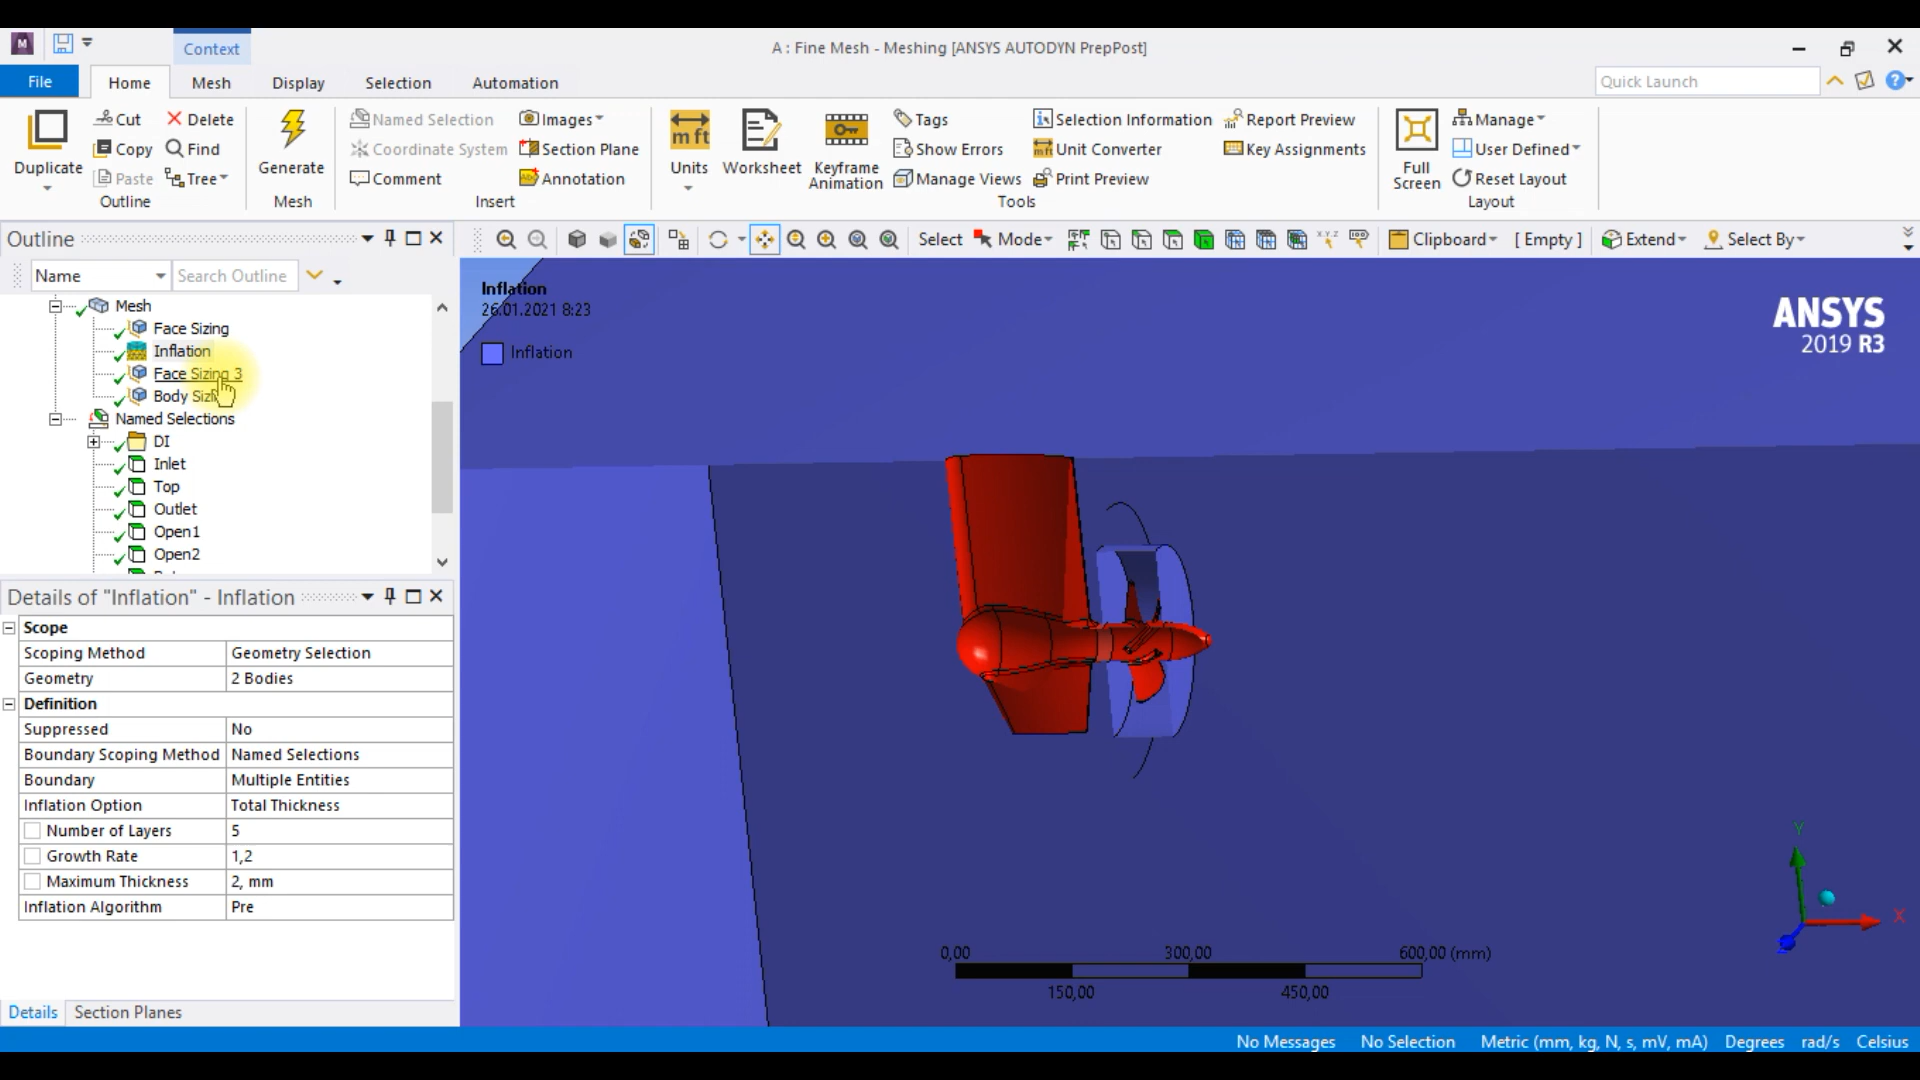 M
Context
A : Fine Mesh - Meshing [ANSYS AUTODYN PrepPost]
File
Home
Mesh
Display
Selection
Automation
Quick Launch
Duplicate
Cut
Copy
Paste
Delete
Find
Tree
Outline
Generate
Mesh
Named Selection
Coordinate System
Comment
Images
Section Plane
Annotation
Insert
m ft
Units
Worksheet
Keyframe
Animation
Tags
Show Errors
Manage Views
Selection Information
Unit Converter
Print Preview
Report Preview
Key Assignments
Tools
Full
Screen
Manage
User Defined
Reset Layout
Layout
Outline
Name
Search Outline
Mesh
Face Sizing
Inflation
Face Sizing 3
Named Selections
DI
Inlet
Top
Outlet
Open1
Open2
Select
Mode
Clipboard
[ Empty ]
Extend
Select By
Inflation
26.01.2021 8:23
Inflation
ANSYS
2019 R3
Details of "Inflation" - Inflation
Scope
Scoping Method Geometry Selection
Geometry 2 Bodies
Definition
Suppressed No
Boundary Scoping Method Named Selections
Boundary Multiple Entities
Inflation Option Total Thickness
Number of Layers 5
Growth Rate 1,2
Maximum Thickness 2, mm
Inflation Algorithm Pre
Details
Section Planes
0,00 300,00 600,00 (mm)
150,00 450,00
Y
X
No Messages
No Selection
Metric (mm, kg, N, s, mV, mA)
Degrees
rad/s
Celsius